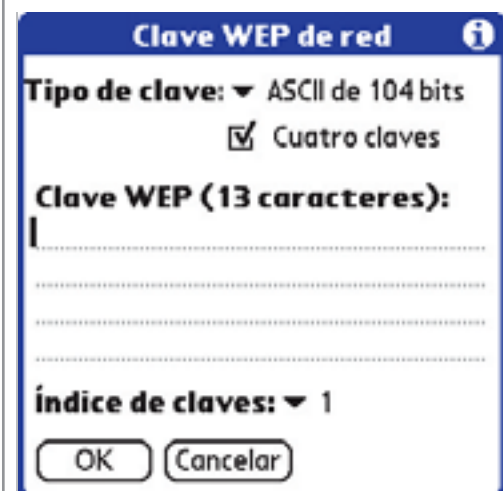 Clave WEP de red
Tipo de clave: ASCII de 104 bits
Cuatro claves
Clave WEP (13 caracteres):
Índice de claves: 1
OK Cancelar